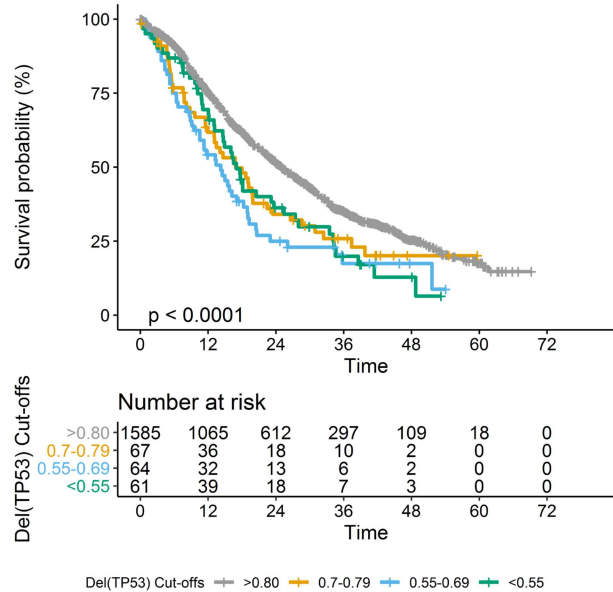 Survival probability (%)
100
75
50
25
0
p < 0.0001
0 12 24 36 48 60 72
Time
Number at risk
Del(TP53) Cut-offs
>0.80 1585 1065 612 297 109 18 0
0.7-0.79 67 36 18 10 2 0 0
0.55-0.69 64 32 13 6 2 0 0
<0.55 61 39 18 7 3 0 0
0 12 24 36 48 60 72
Time
Del(TP53) Cut-offs >0.80 0.7-0.79 0.55-0.69 <0.55